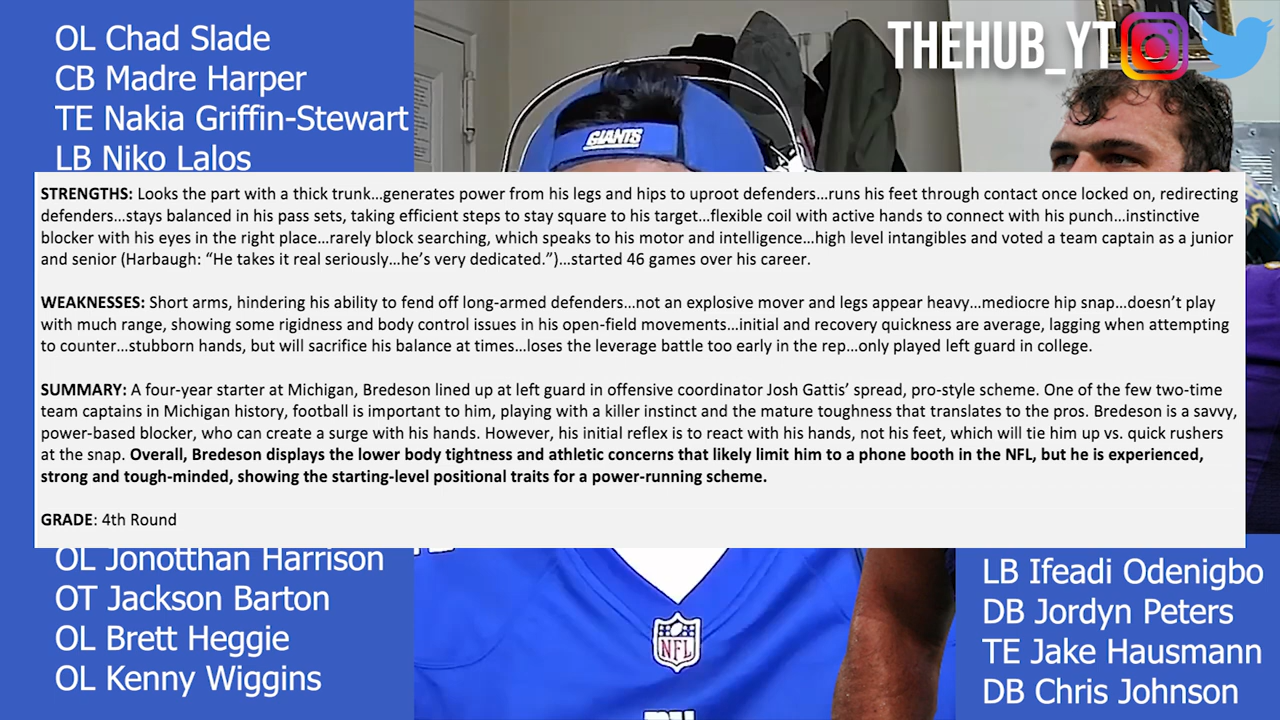 OL Chad Slade
CB Madre Harper
TE Nakia Griffin-Stewart
LB Niko Lalos
THEHUB_YT
GIANTS
STRENGTHS: Looks the part with a thick trunk...generates power from his legs and hips to uproot defenders...runs his feet through contact once locked on, redirecting
defenders...stays balanced in his pass sets, taking efficient steps to stay square to his target...flexible coil with active hands to connect with his punch...instinctive
blocker with his eyes in the right place...rarely block searching, which speaks to his motor and intelligence...high level intangibles and voted a team captain as a junior
and senior (Harbaugh: “He takes it real seriously...he’s very dedicated.”)...started 46 games over his career.
WEAKNESSES: Short arms, hindering his ability to fend off long-armed defenders...not an explosive mover and legs appear heavy...mediocre hip snap...doesn’t play
with much range, showing some rigidness and body control issues in his open-field movements...initial and recovery quickness are average, lagging when attempting
to counter...stubborn hands, but will sacrifice his balance at times...loses the leverage battle too early in the rep...only played left guard in college.
SUMMARY: A four-year starter at Michigan, Bredeson lined up at left guard in offensive coordinator Josh Gattis’ spread, pro-style scheme. One of the few two-time
team captains in Michigan history, football is important to him, playing with a killer instinct and the mature toughness that translates to the pros. Bredeson is a savvy,
power-based blocker, who can create a surge with his hands. However, his initial reflex is to react with his hands, not his feet, which will tie him up vs. quick rushers
at the snap. Overall, Bredeson displays the lower body tightness and athletic concerns that likely limit him to a phone booth in the NFL, but he is experienced,
strong and tough-minded, showing the starting-level positional traits for a power-running scheme.
GRADE: 4th Round
OL Jonotthan Harrison
OT Jackson Barton
OL Brett Heggie
OL Kenny Wiggins
NFL
LB Ifeadi Odenigbo
DB Jordyn Peters
TE Jake Hausmann
DB Chris Johnson